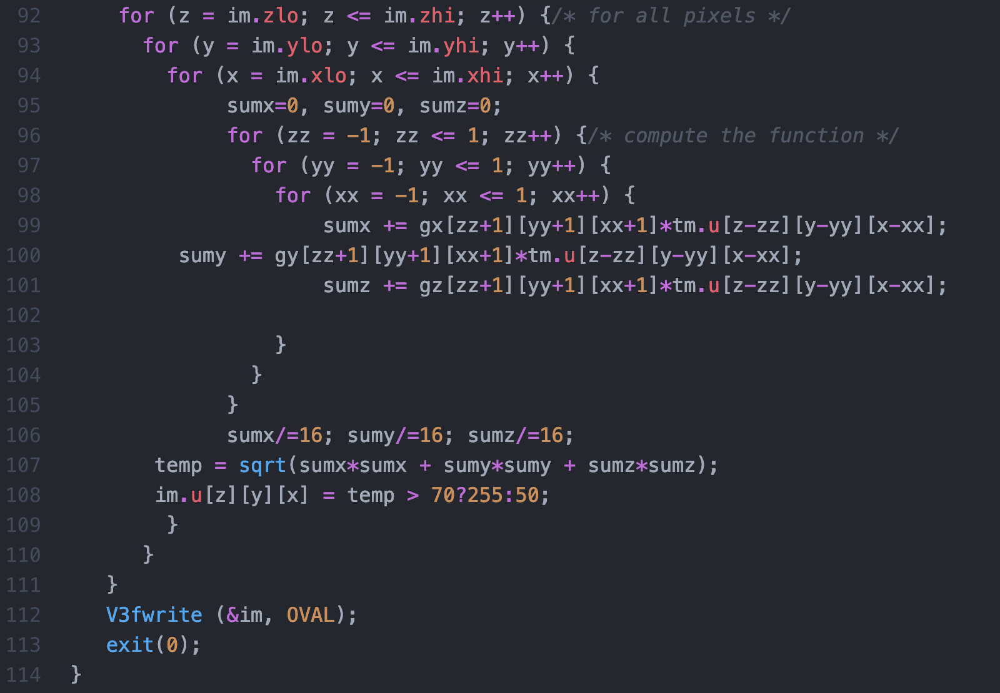 92 for (z = im.zlo; z <= im.zhi; z++) {/* for all pixels */
93 for (y = im.ylo; y <= im.yhi; y++) {
94 for (x = im.xlo; x <= im.xhi; x++) {
95 sumx=0, sumy=0, sumz=0;
96 for (zz = -1; zz <= 1; zz++) {/* compute the function */
97 for (yy = -1; yy <= 1; yy++) {
98 for (xx = -1; xx <= 1; xx++) {
99 sumx += gx[zz+1][yy+1][xx+1]*tm.u[z-zz][y-yy][x-xx];
100 sumy += gy[zz+1][yy+1][xx+1]*tm.u[z-zz][y-yy][x-xx];
101 sumz += gz[zz+1][yy+1][xx+1]*tm.u[z-zz][y-yy][x-xx];
102
103 }
104 }
105 }
106 sumx/=16; sumy/=16; sumz/=16;
107 temp = sqrt(sumx*sumx + sumy*sumy + sumz*sumz);
108 im.u[z][y][x] = temp > 70?255:50;
109 }
110 }
111 }
112 V3fwrite (&im, OVAL);
113 exit(0);
114 }